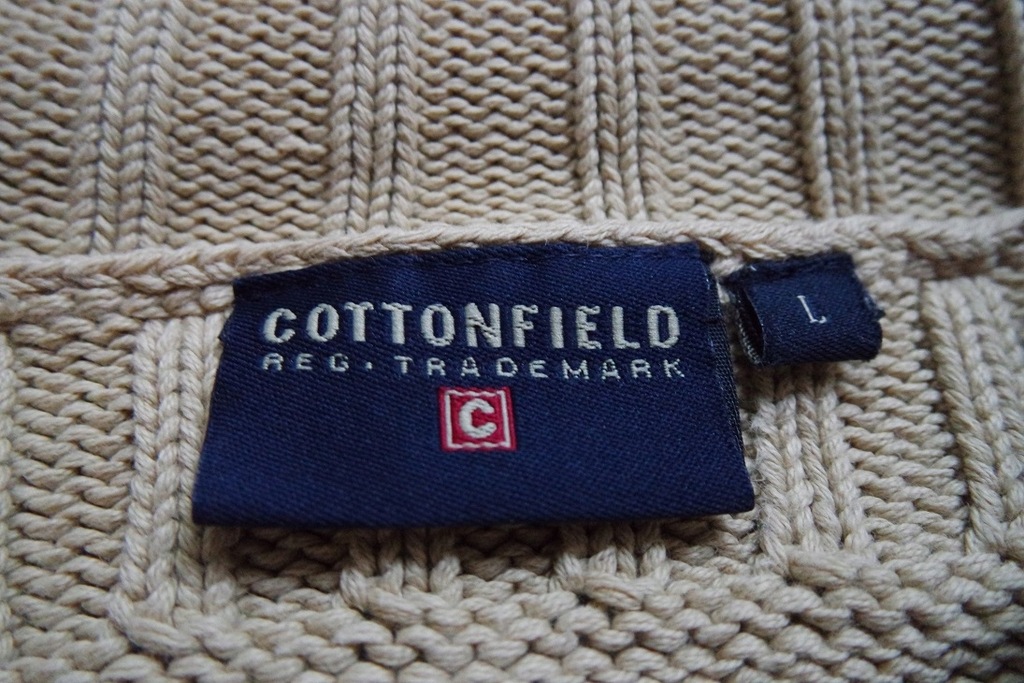 COTTONFIELD
REG. TRADEMARK
C
L